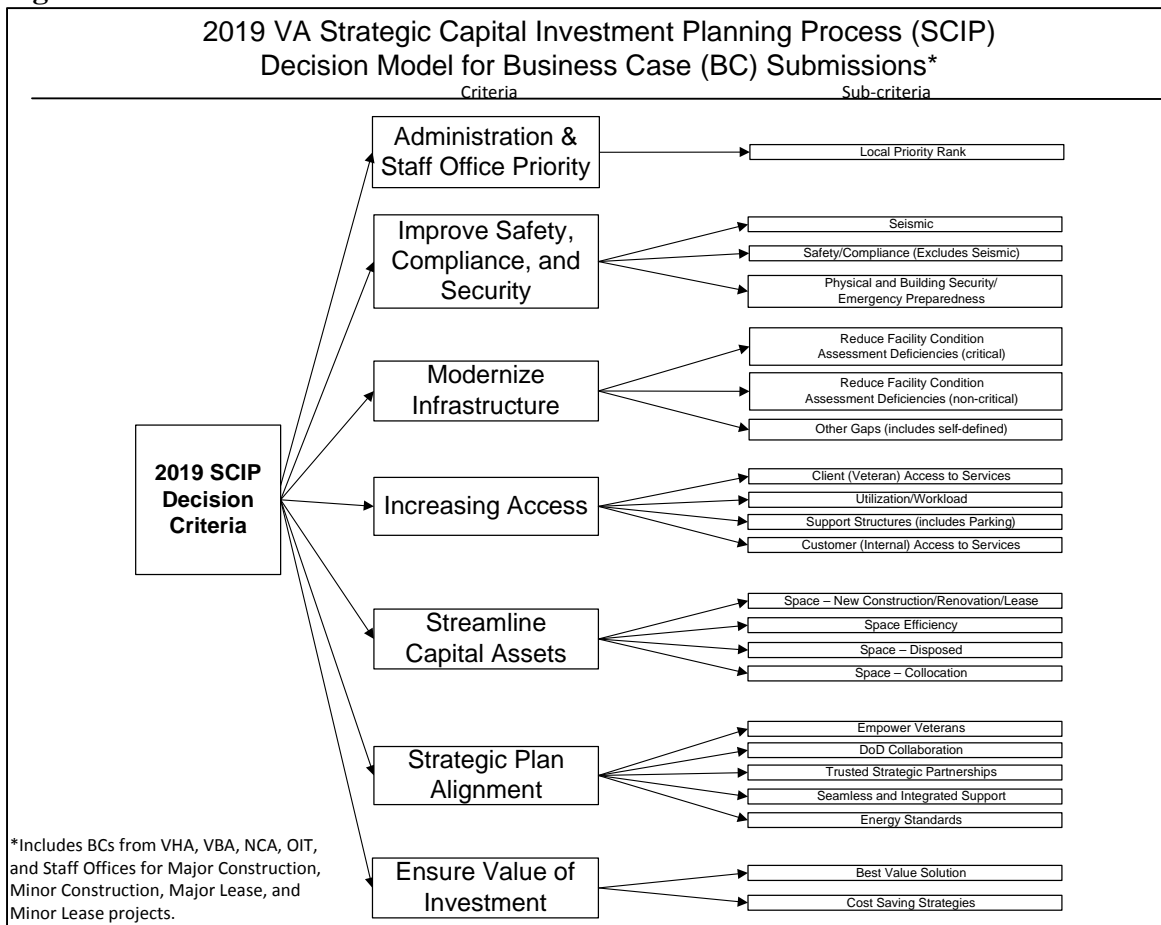 2019 VA Strategic Capital Investment Planning Process (SCIP)
Decision Model for Business Case (BC) Submissions*
Criteria
Sub-criteria
2019 SCIP
Decision
Criteria
Administration &
Staff Office Priority
Local Priority Rank
Improve Safety,
Compliance, and
Security
Seismic
Safety/Compliance (Excludes Seismic)
Physical and Building Security/
Emergency Preparedness
Modernize
Infrastructure
Reduce Facility Condition
Assessment Deficiencies (critical)
Reduce Facility Condition
Assessment Deficiencies (non-critical)
Other Gaps (includes self-defined)
Increasing Access
Client (Veteran) Access to Services
Utilization/Workload
Support Structures (includes Parking)
Customer (Internal) Access to Services
Streamline
Capital Assets
Space – New Construction/Renovation/Lease
Space Efficiency
Space – Disposed
Space – Collocation
Strategic Plan
Alignment
Empower Veterans
DoD Collaboration
Trusted Strategic Partnerships
Seamless and Integrated Support
Energy Standards
Ensure Value of
Investment
Best Value Solution
Cost Saving Strategies
*Includes BCs from VHA, VBA, NCA, OIT,
and Staff Offices for Major Construction,
Minor Construction, Major Lease, and
Minor Lease projects.